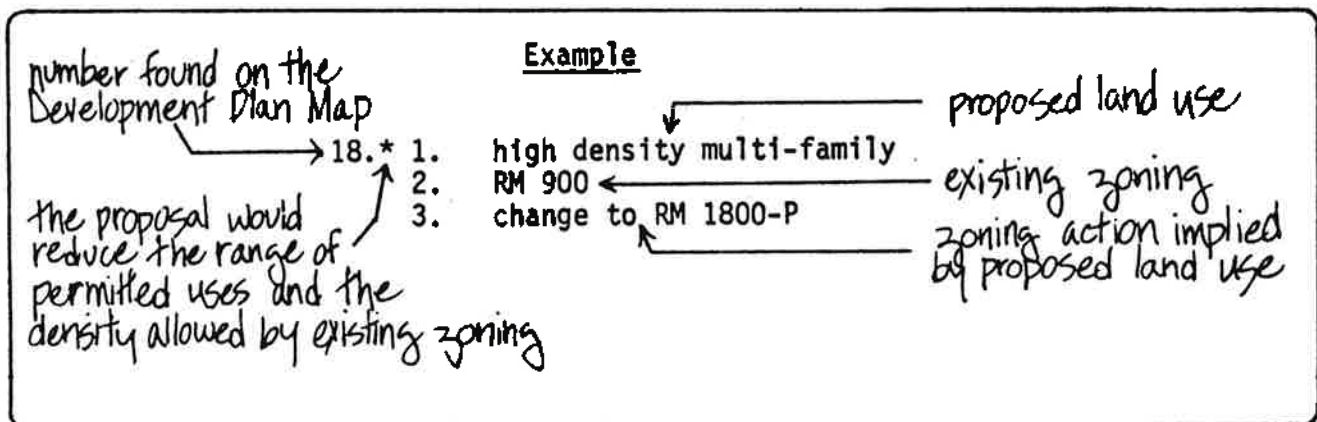 Example
number found on the
Development Plan Map
proposed land use
18.* 1. high density multi-family
2. RM 900
existing zoning
the proposal would
reduce the range of
permitted uses and the
density allowed by existing zoning
3. change to RM 1800-P
zoning action implied
by proposed land use